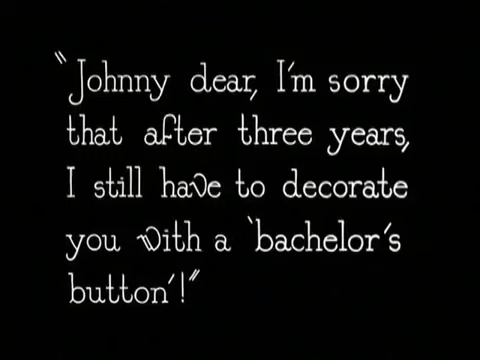 "Johnny dear, I'm sorry
that after three years,
I still have to decorate
you with a 'bachelor's
button'!"